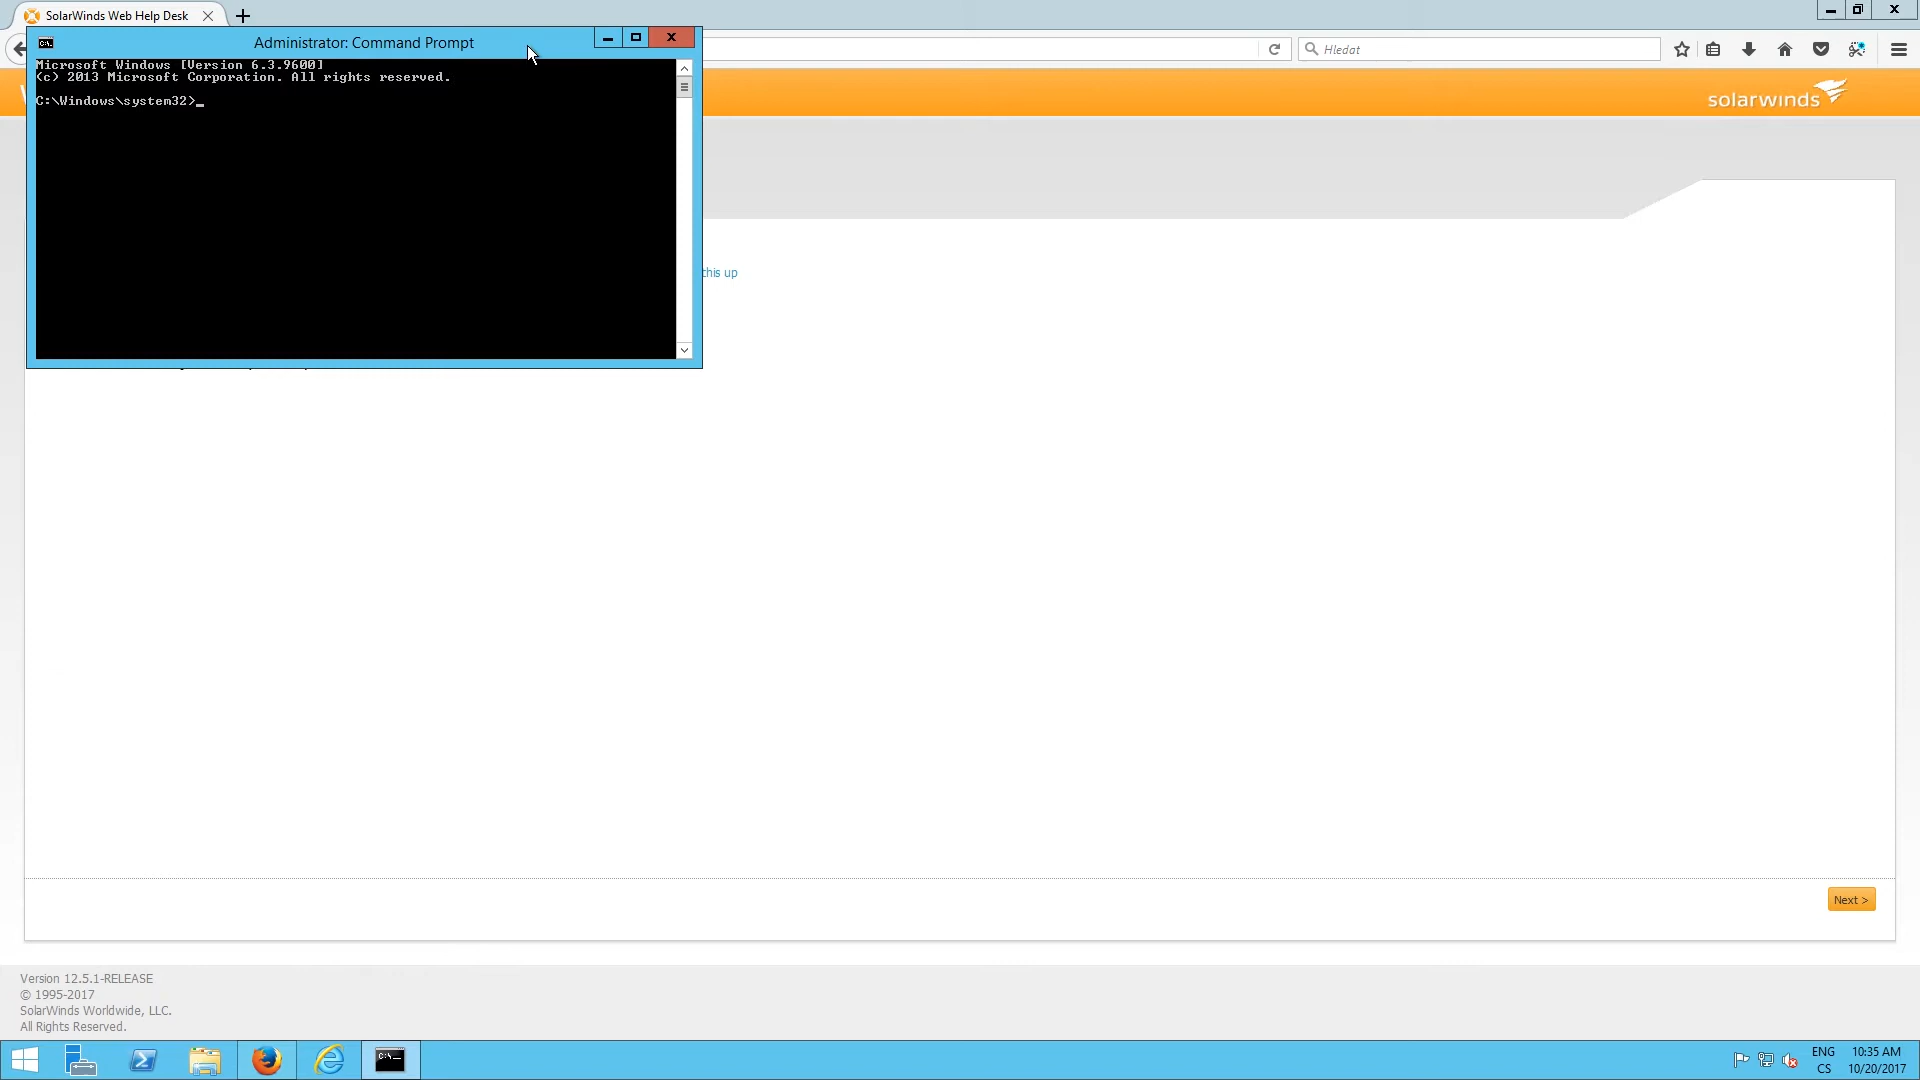 SolarWinds Web Help Desk
Administrator: Command Prompt
Hledat
Microsoft Windows [Version 6.3.9600]
(c) 2013 Microsoft Corporation. All rights reserved.
C:\Windows\system32>_
solarwinds
this up
Next >
Version 12.5.1-RELEASE
© 1995-2017
SolarWinds Worldwide, LLC.
All Rights Reserved.
ENG
CS
10:35 AM
10/20/2017